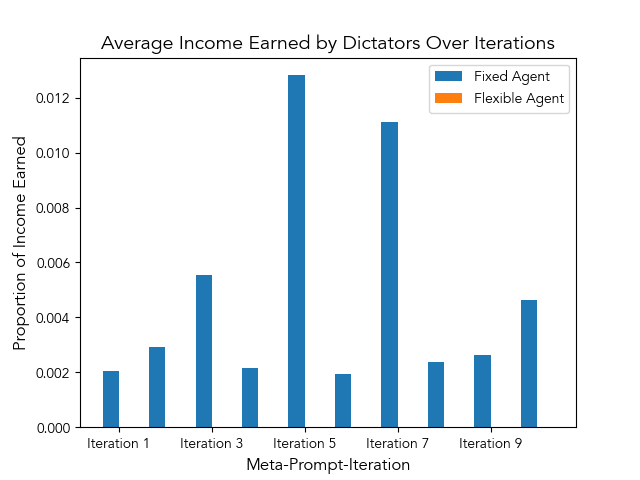 Average Income Earned by Dictators Over Iterations
Fixed Agent
Flexible Agent
Proportion of Income Earned
0.012
0.010
0.008
0.006
0.004
0.002
0.000
Iteration 1 Iteration 3 Iteration 5 Iteration 7 Iteration 9
Meta-Prompt-Iteration